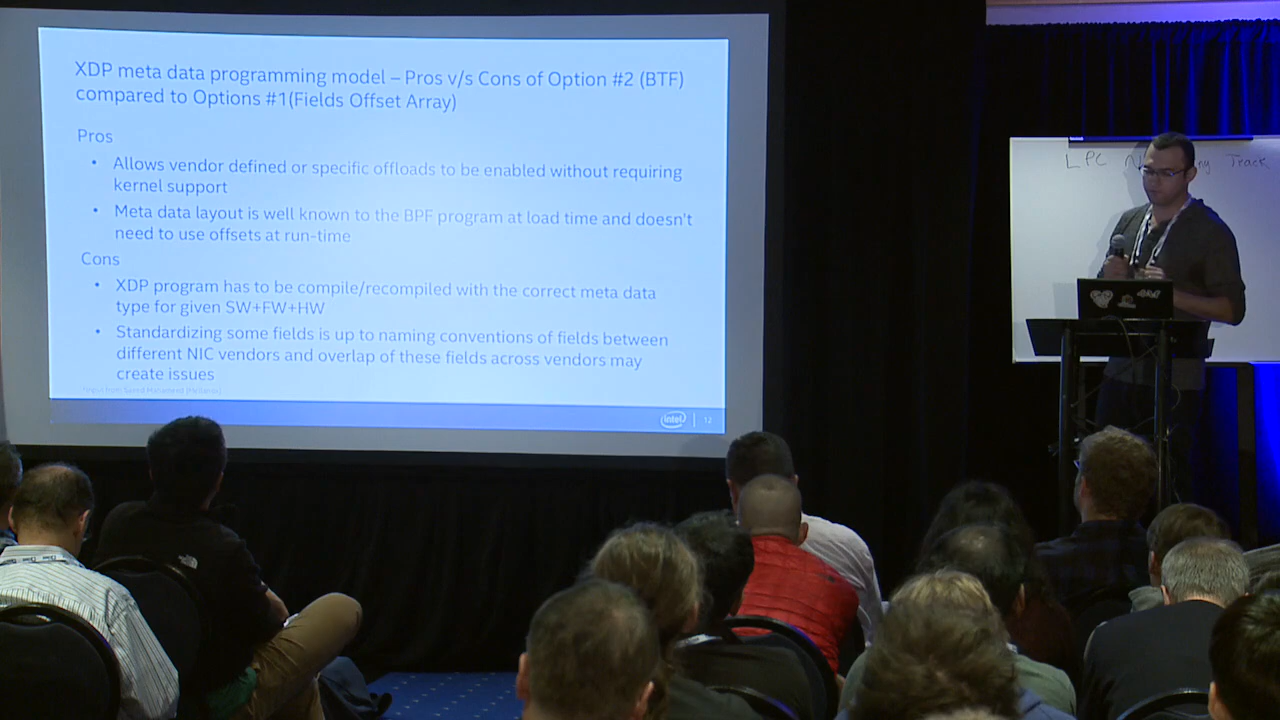 XDP meta data programming model – Pros v/s Cons of Option #2 (BTF)
compared to Options #1(Fields Offset Array)
Pros
• Allows vendor defined or specific offloads to be enabled without requiring
kernel support
• Meta data layout is well known to the BPF program at load time and doesn't
need to use offsets at run-time
Cons
• XDP program has to be compile/recompiled with the correct meta data
type for given SW+FW+HW
• Standardizing some fields is up to naming conventions of fields between
different NIC vendors and overlap of these fields across vendors may
create issues
intel
12
LPC Track